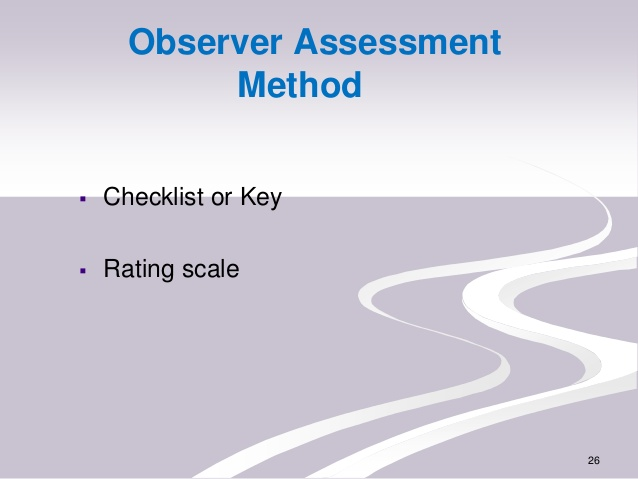 Observer Assessment
Method
▪ Checklist or Key
▪ Rating scale
26